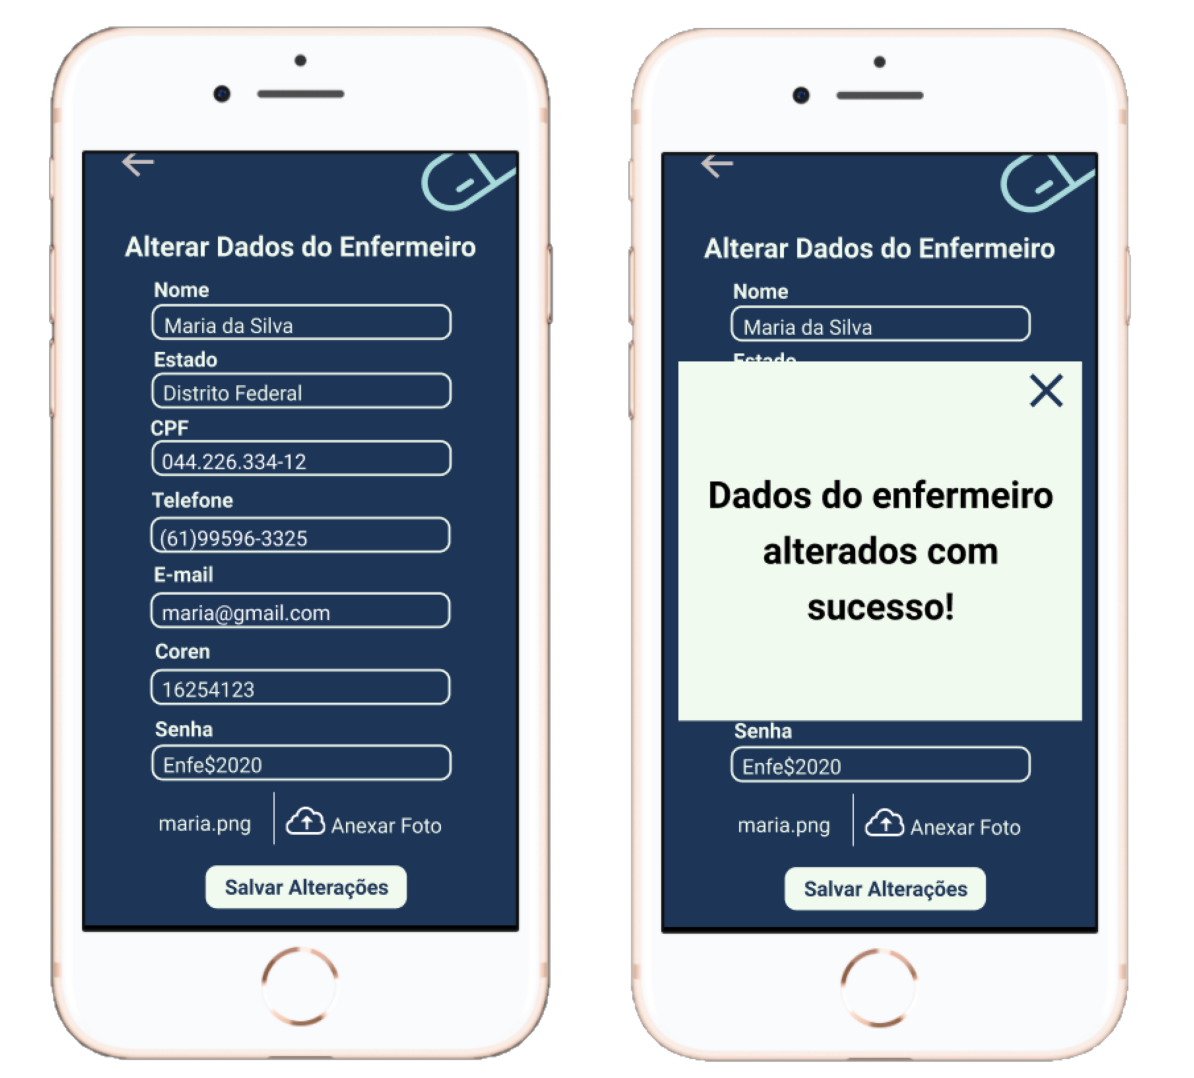 Alterar Dados do Enfermeiro
Nome
Maria da Silva
Estado
Distrito Federal
CPF
044.226.334-12
Telefone
(61)99596-3325
E-mail
maria@gmail.com
Coren
16254123
Senha
Enfe$2020
maria.png
Anexar Foto
Salvar Alterações
Alterar Dados do Enfermeiro
Nome
Maria da Silva
Estado
Dados do enfermeiro
alterados com
sucesso!
Senha
Enfe$2020
maria.png
Anexar Foto
Salvar Alterações